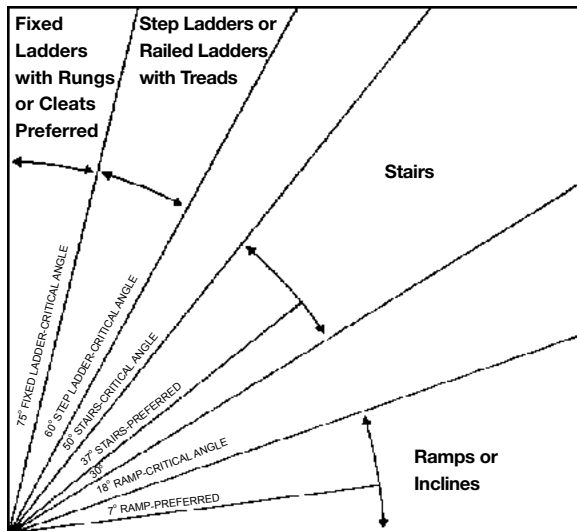 Fixed
Ladders
with Rungs
or Cleats
Preferred
Step Ladders or
Railed Ladders
with Treads
Stairs
Ramps or
Inclines
75° FIXED LADDER-CRITICAL ANGLE
60° STEP LADDER-CRITICAL ANGLE
50° STAIRS-CRITICAL ANGLE
37° STAIRS-PREFERRED
30°
18° RAMP-CRITICAL ANGLE
7° RAMP-PREFERRED